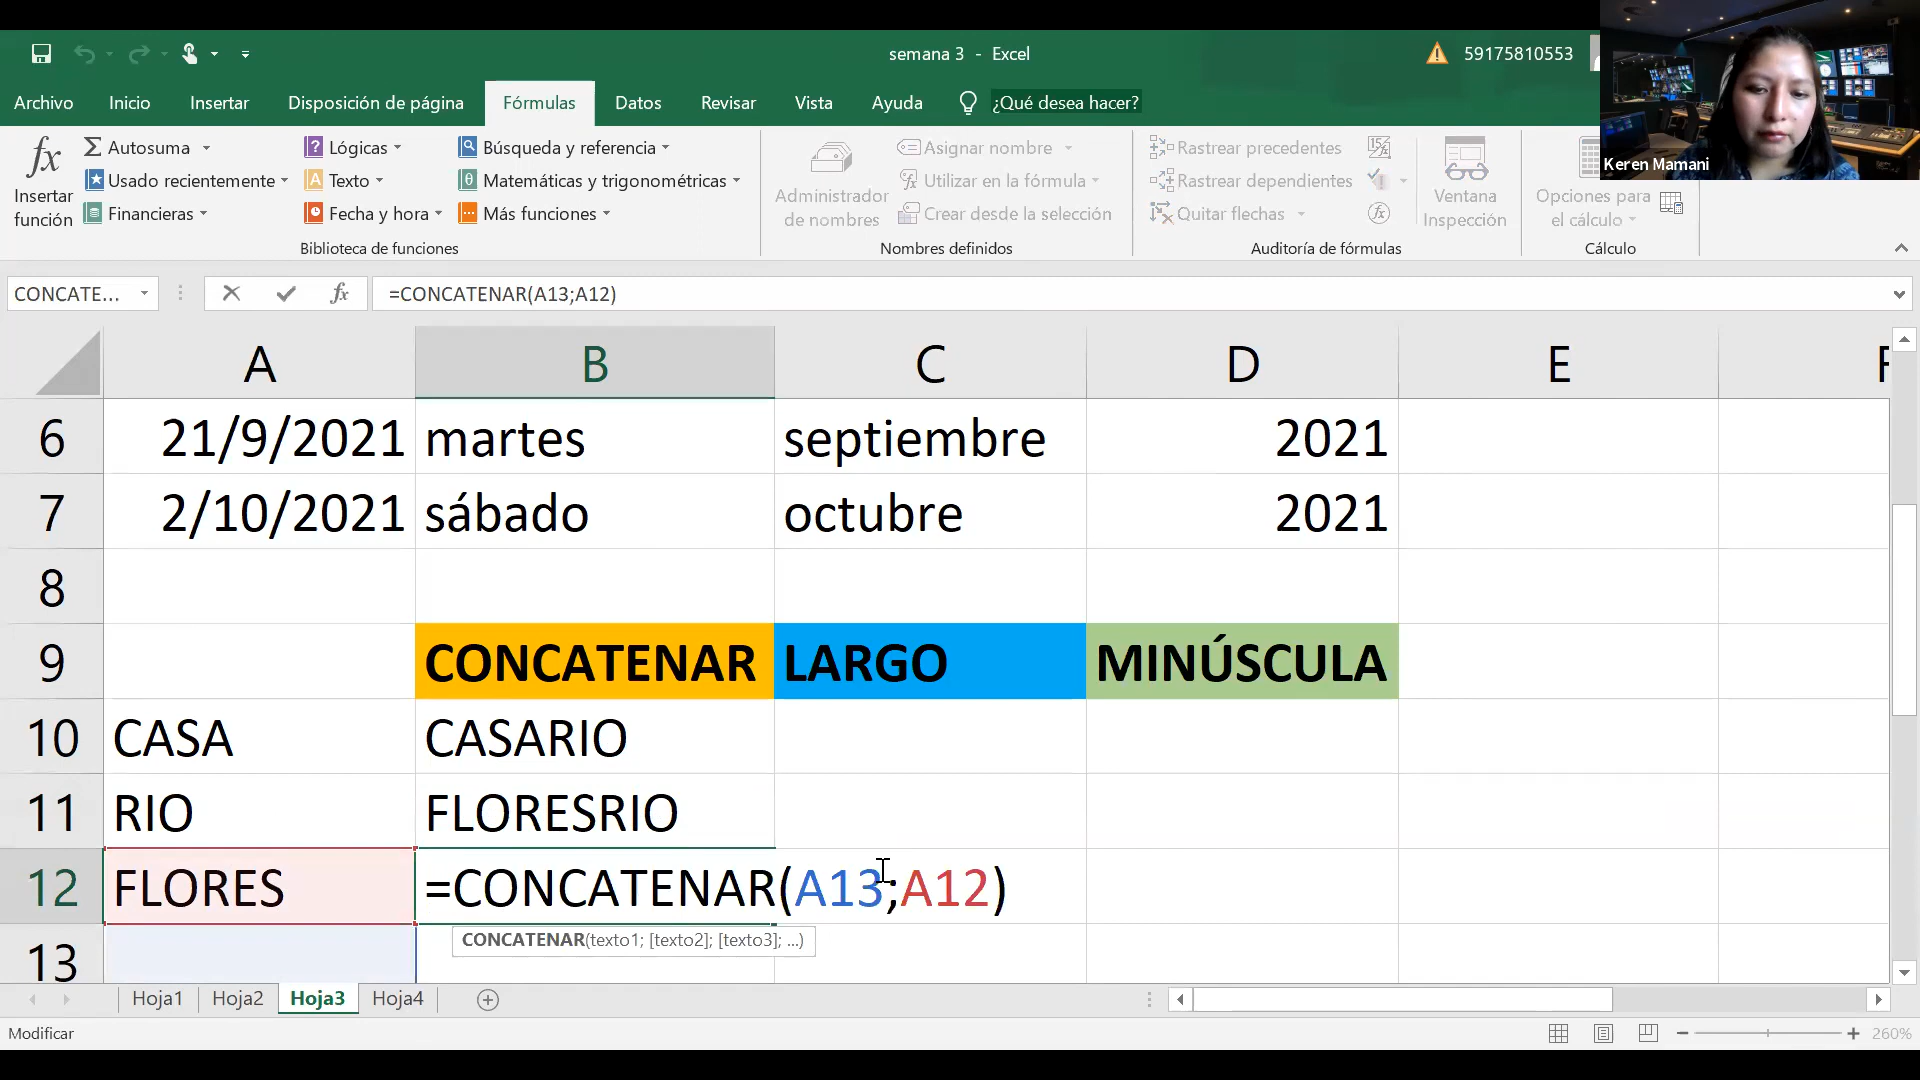 semana 3 - Excel
59175810553
Archivo Inicio Insertar Disposición de página Fórmulas Datos Revisar Vista Ayuda ¿Qué desea hacer?
Keren Mamani
fx Insertar función
Autosuma
Usado recientemente
Financieras
Lógicas
Texto
Fecha y hora
Búsqueda y referencia
Matemáticas y trigonométricas
Más funciones
Biblioteca de funciones
Administrador de nombres
Asignar nombre
Utilizar en la fórmula
Crear desde la selección
Nombres definidos
Rastrear precedentes
Rastrear dependientes
Quitar flechas
Ventana Inspección
Auditoría de fórmulas
Opciones para el cálculo
Cálculo
CONCATE... fx =CONCATENAR(A13;A12)
A B C D E F
6 21/9/2021 martes septiembre 2021
7 2/10/2021 sábado octubre 2021
8
9 CONCATENAR LARGO MINÚSCULA
10 CASA CASARIO
11 RIO FLORESRIO
12 FLORES =CONCATENAR(A13;A12)
CONCATENAR(texto1; [texto2]; [texto3]; ...)
13
Hoja1 Hoja2 Hoja3 Hoja4
Modificar
260%